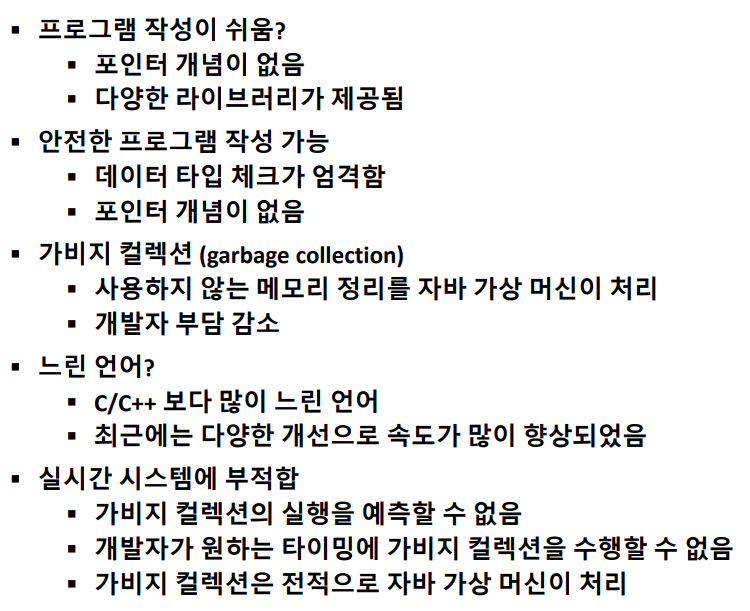 ▪ 프로그램 작성이 쉬움?
▪ 포인터 개념이 없음
▪ 다양한 라이브러리가 제공됨
▪ 안전한 프로그램 작성 가능
▪ 데이터 타입 체크가 엄격함
▪ 포인터 개념이 없음
▪ 가비지 컬렉션 (garbage collection)
▪ 사용하지 않는 메모리 정리를 자바 가상 머신이 처리
▪ 개발자 부담 감소
▪ 느린 언어?
▪ C/C++ 보다 많이 느린 언어
▪ 최근에는 다양한 개선으로 속도가 많이 향상되었음
▪ 실시간 시스템에 부적합
▪ 가비지 컬렉션의 실행을 예측할 수 없음
▪ 개발자가 원하는 타이밍에 가비지 컬렉션을 수행할 수 없음
▪ 가비지 컬렉션은 전적으로 자바 가상 머신이 처리